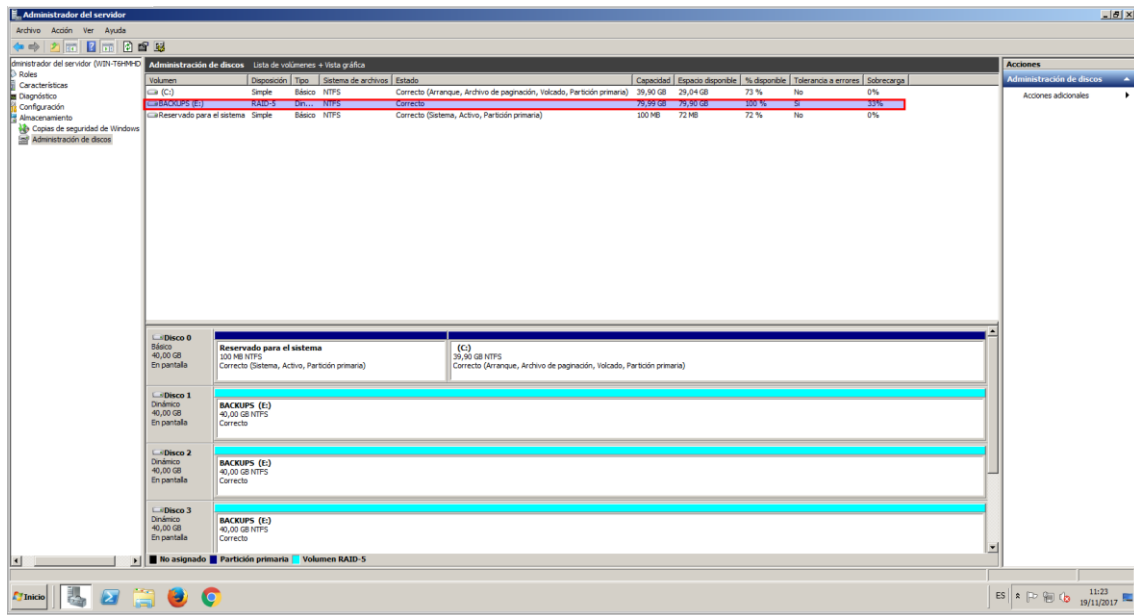 Administrador del servidor
Archivo Acción Ver Ayuda
dministrador del servidor (WIN-T6HMHD
Roles
Características
Diagnóstico
Configuración
Almacenamiento
Copias de seguridad de Windows
Administración de discos
Administración de discos Lista de volúmenes + Vista gráfica
Volumen Disposición Tipo Sistema de archivos Estado Capacidad Espacio disponible % disponible Tolerancia a errores Sobrecarga
(C:) Simple Básico NTFS Correcto (Arranque, Archivo de paginación, Volcado, Partición primaria) 39,90 GB 29,04 GB 73 % No 0%
BACKUPS (E:) RAID-5 Din... NTFS Correcto 79,99 GB 79,90 GB 100 % Sí 33%
Reservado para el sistema Simple Básico NTFS Correcto (Sistema, Activo, Partición primaria) 100 MB 72 MB 72 % No 0%
Acciones
Administración de discos
Acciones adicionales
Disco 0
Básico
40,00 GB
En pantalla
Reservado para el sistema
100 MB NTFS
Correcto (Sistema, Activo, Partición primaria)
(C:)
39,90 GB NTFS
Correcto (Arranque, Archivo de paginación, Volcado, Partición primaria)
Disco 1
Dinámico
40,00 GB
En pantalla
BACKUPS (E:)
40,00 GB NTFS
Correcto
Disco 2
Dinámico
40,00 GB
En pantalla
BACKUPS (E:)
40,00 GB NTFS
Correcto
Disco 3
Dinámico
40,00 GB
En pantalla
BACKUPS (E:)
40,00 GB NTFS
Correcto
No asignado Partición primaria Volumen RAID-5
Inicio
ES
11:23
19/11/2017